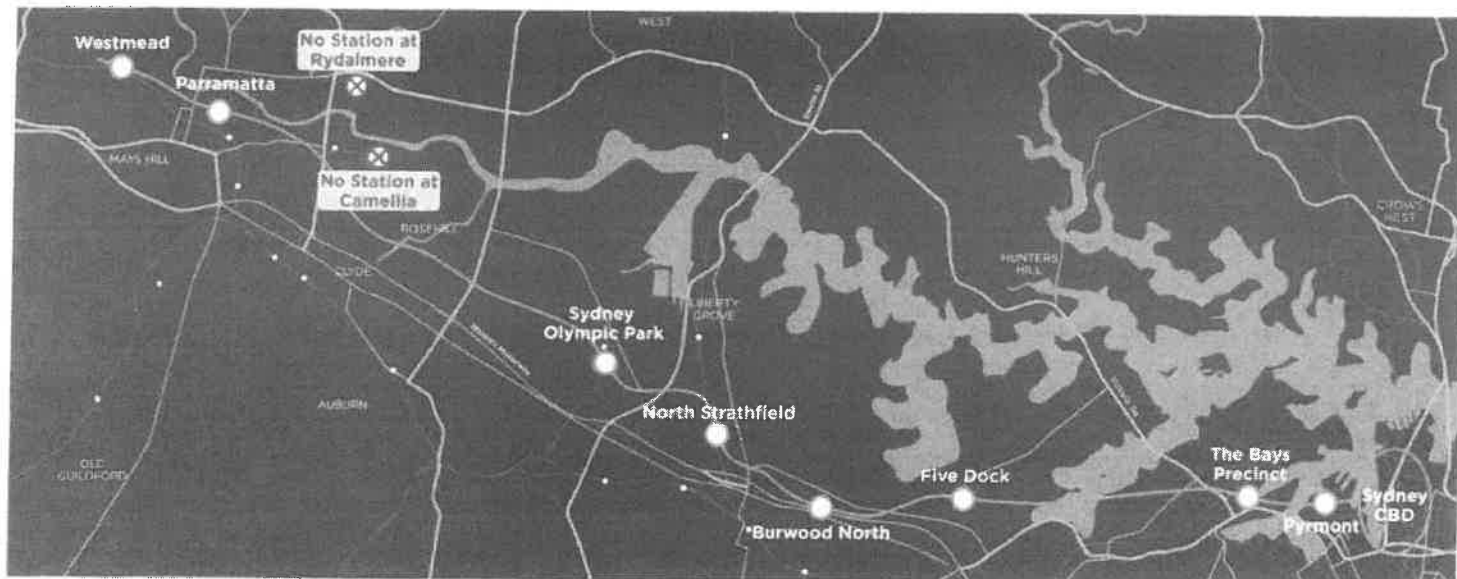 WEST
No Station at
Rydalmere
Westmead
Parramatta
MAYS HILL
No Station at
Camellia
ROSEHILL
CLYDE
CROWS
NEST
HUNTERS
HILL
LIBERTY
GROVE
Sydney
Olympic Park
AUBURN
North Strathfield
OLD
GUILDFORD
Five Dock
The Bays
Precinct
Sydney
CBD
Pyrmont
*Burwood North